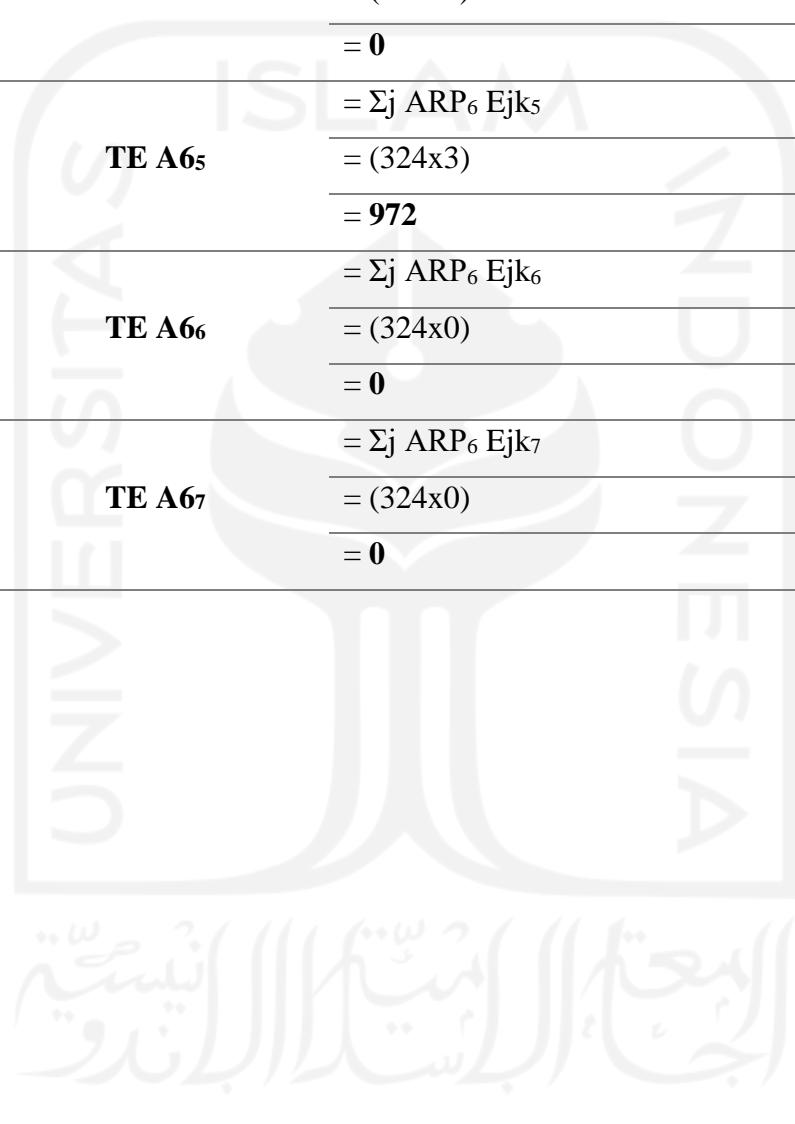 = **0**
= Σj ARP₆ Ejk₅
TE A6₅ = (324x3)
= 972
= Σj ARP₆ Ejk₆
TE A6₆ = (324x0)
= 0
= Σj ARP₆ Ejk₇
TE A6₇ = (324x0)
= 0
ISLAM
UNIVERSITAS
INDONESIA